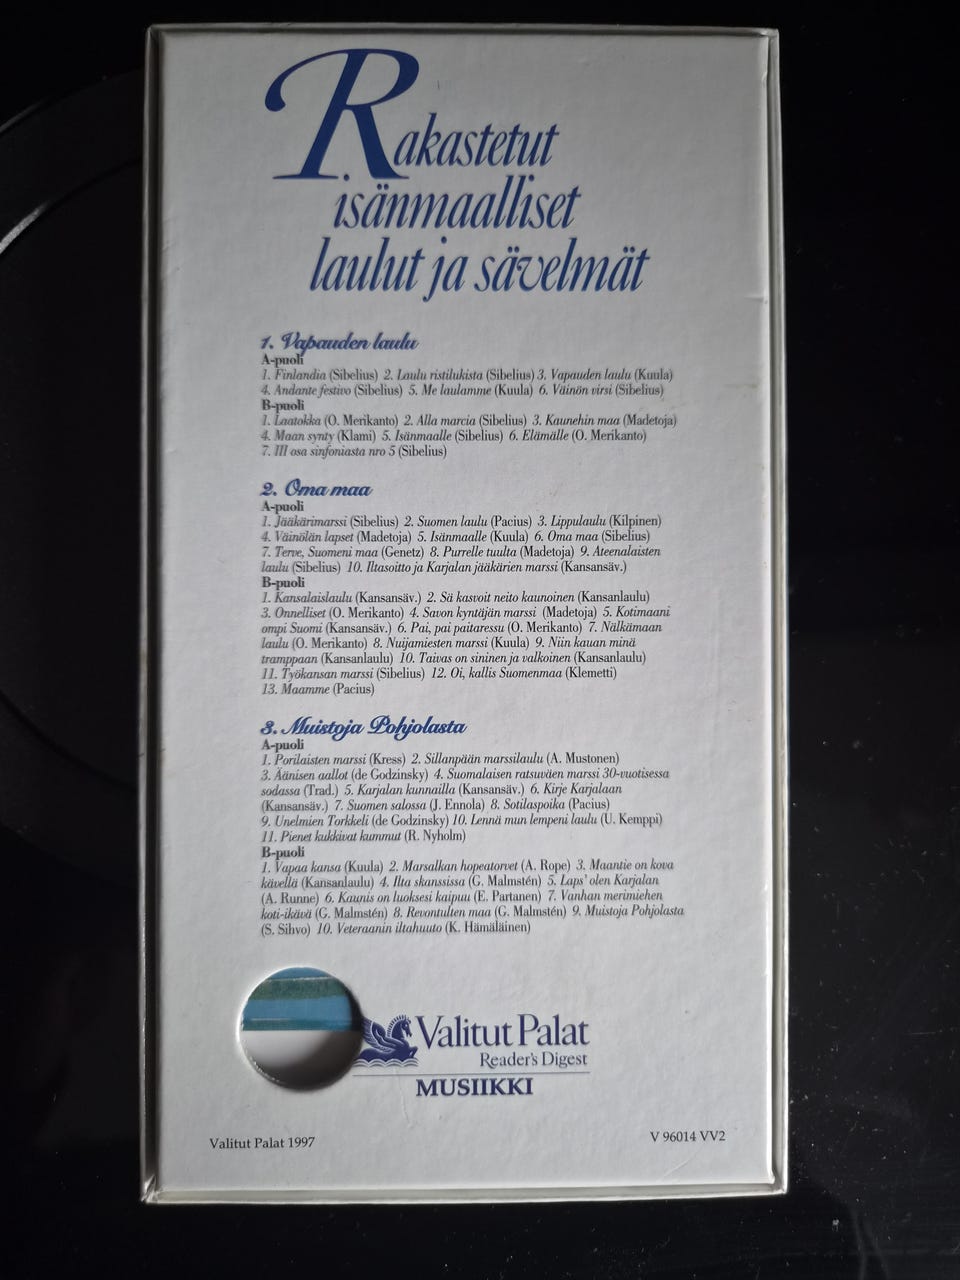 Rakastetut
isänmaalliset
laulut ja sävelmät
1. Vapauden laulu
A-puoli
1. Finlandia (Sibelius) 2. Laulu ristilukista (Sibelius) 3. Vapauden laulu (Kuula)
4. Andante festivo (Sibelius) 5. Me laulamme (Kuula) 6. Väinön virsi (Sibelius)
B-puoli
1. Laatokka (O. Merikanto) 2. Alla marcia (Sibelius) 3. Kaunehin maa (Madetoja)
4. Maan synty (Klami) 5. Isänmaalle (Sibelius) 6. Elämälle (O. Merikanto)
7. III osa sinfoniasta nro 5 (Sibelius)
2. Oma maa
A-puoli
1. Jääkärimarssi (Sibelius) 2. Suomen laulu (Pacius) 3. Lippulaulu (Kilpinen)
4. Väinölän lapset (Madetoja) 5. Isänmaalle (Kuula) 6. Oma maa (Sibelius)
7. Terve, Suomeni maa (Genetz) 8. Purrelle tuulta (Madetoja) 9. Ateenalaisten
laulu (Sibelius) 10. Iltasoitto ja Karjalan jääkärien marssi (Kansansäv.)
B-puoli
1. Kansalaislaulu (Kansansäv.) 2. Sä kasvoit neito kaunoinen (Kansanlaulu)
3. Onnelliset (O. Merikanto) 4. Savon kyntäjän marssi (Madetoja) 5. Kotimaani
ompi Suomi (Kansansäv.) 6. Pai, pai paitaressu (O. Merikanto) 7. Nälkämaan
laulu (O. Merikanto) 8. Nuijamiesten marssi (Kuula) 9. Niin kauan minä
tramppaan (Kansanlaulu) 10. Taivas on sininen ja valkoinen (Kansanlaulu)
11. Työkansan marssi (Sibelius) 12. Oi, kallis Suomenmaa (Klemetti)
13. Maamme (Pacius)
3. Muistoja Pohjolasta
A-puoli
1. Porilaisten marssi (Kress) 2. Sillanpään marssilaulu (A. Mustonen)
3. Äänisen aallot (de Godzinsky) 4. Suomalaisen ratsuväen marssi 30-vuotisessa
sodassa (Trad.) 5. Karjalan kunnailla (Kansansäv.) 6. Kirje Karjalaan
(Kansansäv.) 7. Suomen salossa (J. Ennola) 8. Sotilaspoika (Pacius)
9. Unelmien Torkkeli (de Godzinsky) 10. Lennä mun lempeni laulu (U. Kemppi)
11. Pienet kukkivat kummut (R. Nyholm)
B-puoli
1. Vapaa kansa (Kuula) 2. Marsalkan hopeatorvet (A. Rope) 3. Maantie on kova
kävellä (Kansanlaulu) 4. Ilta skanssissa (G. Malmstén) 5. Laps' olen Karjalan
(A. Runne) 6. Kaunis on luoksesi kaipuu (E. Partanen) 7. Vanhan merimiehen
koti-ikävä (G. Malmstén) 8. Revontulten maa (G. Malmstén) 9. Muistoja Pohjolasta
(S. Sihvo) 10. Veteraanin iltahuuto (K. Hämäläinen)
Valitut Palat
Reader's Digest
MUSIIKKI
Valitut Palat 1997
V 96014 VV2